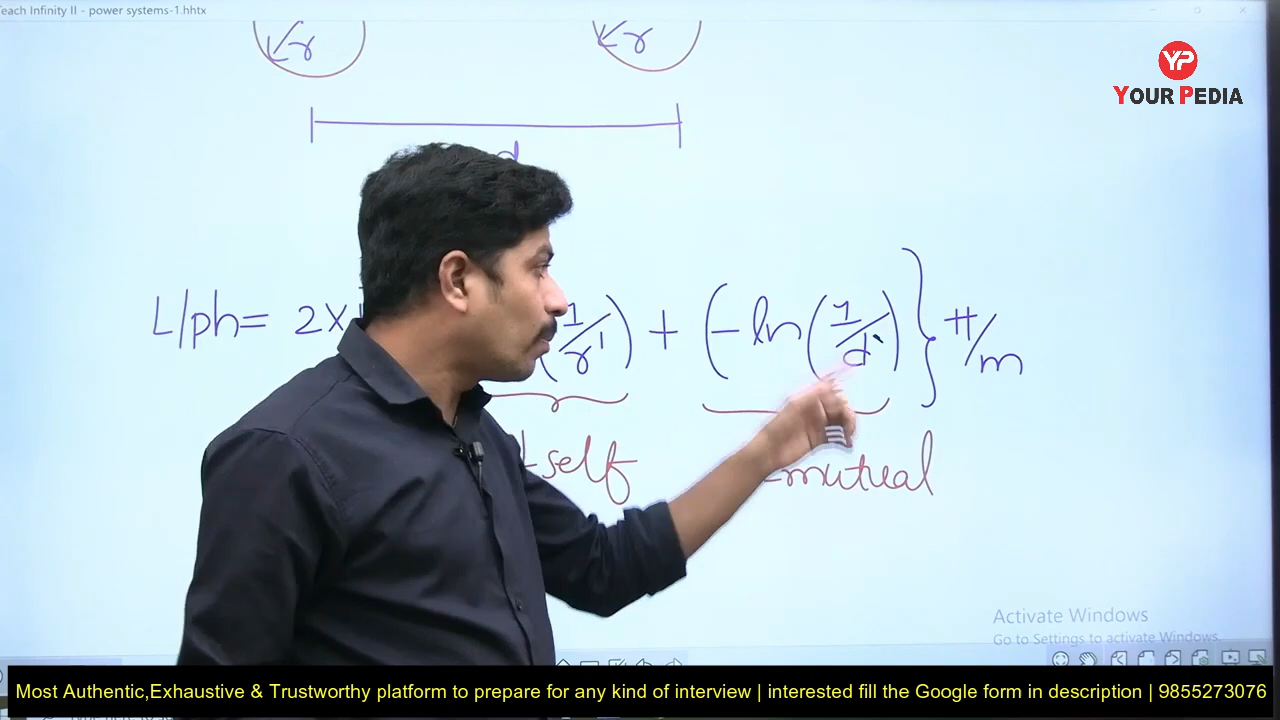 each Infinity II - power systems-1.hhtx
YP
YOUR PEDIA
r
r
d
L/ph= 2X (1/r') + (-ln(1/d)} H/m
self
mutual
Activate Windows
Go to Settings to activate Windows.
Most Authentic,Exhaustive & Trustworthy platform to prepare for any kind of interview | interested fill the Google form in description | 9855273076